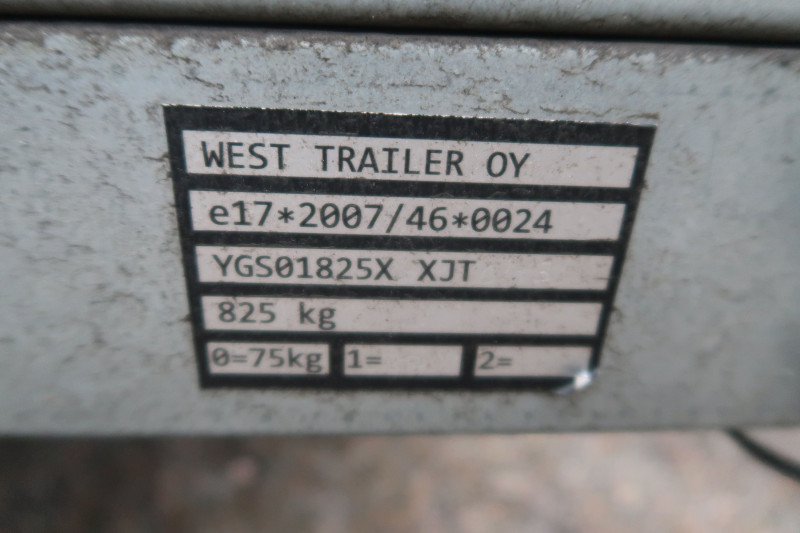 WEST TRAILER OY
e17*2007/46*0024
YGS01825X XJT
825 kg
0=75kg 1= 2=